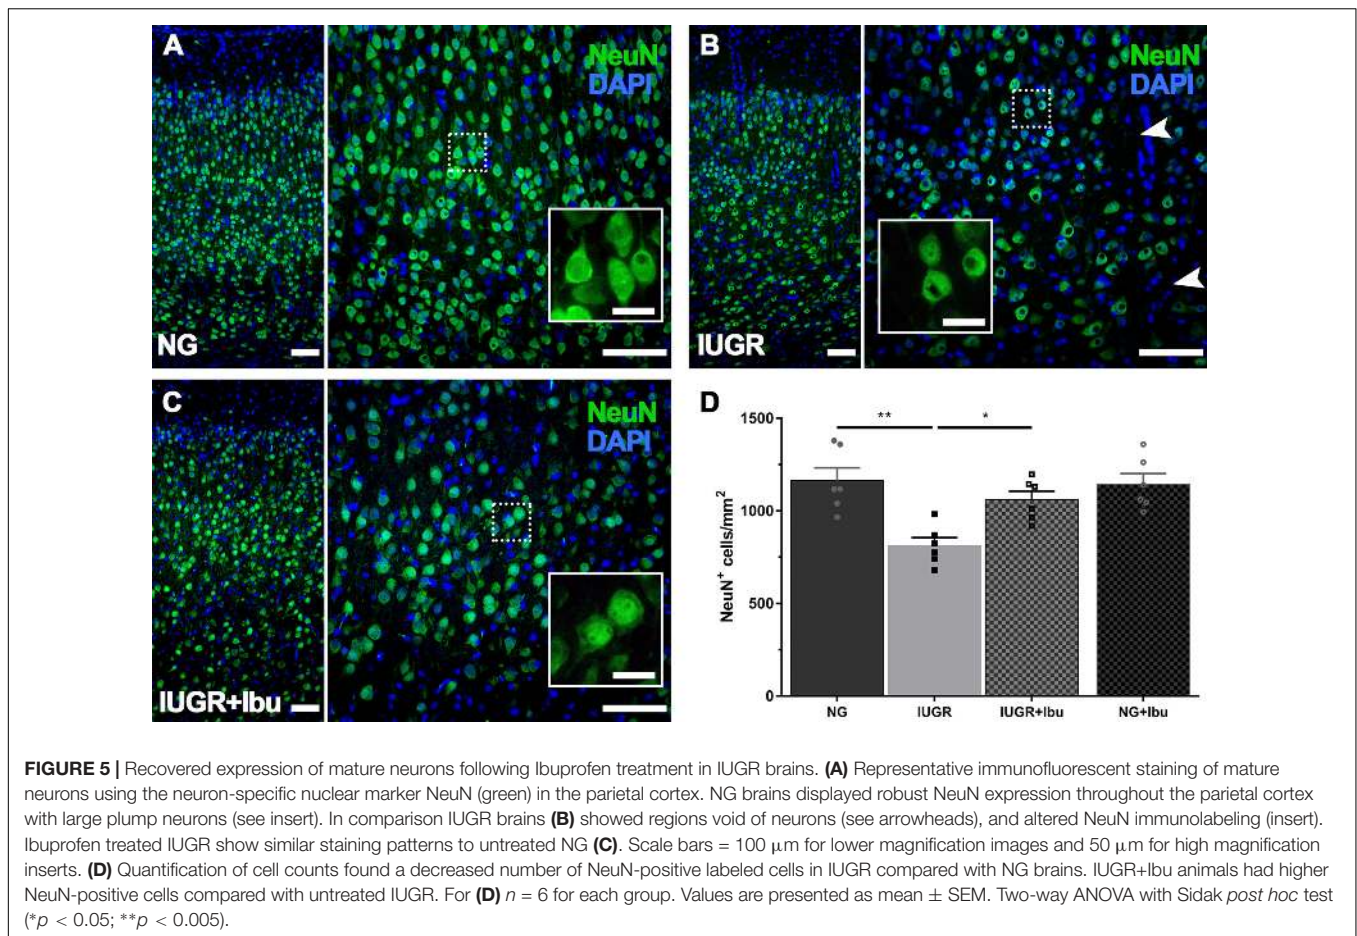 A
NeuN
DAPI
NG
B
NeuN
DAPI
IUGR
C
NeuN
DAPI
IUGR+Ibu
D
1500
1000
500
0
NeuN+ cells/mm2
**
*
NG
IUGR
IUGR+Ibu
NG+Ibu
FIGURE 5 | Recovered expression of mature neurons following Ibuprofen treatment in IUGR brains. (A) Representative immunofluorescent staining of mature
neurons using the neuron-specific nuclear marker NeuN (green) in the parietal cortex. NG brains displayed robust NeuN expression throughout the parietal cortex
with large plump neurons (see insert). In comparison IUGR brains (B) showed regions void of neurons (see arrowheads), and altered NeuN immunolabeling (insert).
Ibuprofen treated IUGR show similar staining patterns to untreated NG (C). Scale bars = 100 μm for lower magnification images and 50 μm for high magnification
inserts. (D) Quantification of cell counts found a decreased number of NeuN-positive labeled cells in IUGR compared with NG brains. IUGR+Ibu animals had higher
NeuN-positive cells compared with untreated IUGR. For (D) n = 6 for each group. Values are presented as mean ± SEM. Two-way ANOVA with Sidak post hoc test
(*p < 0.05; **p < 0.005).